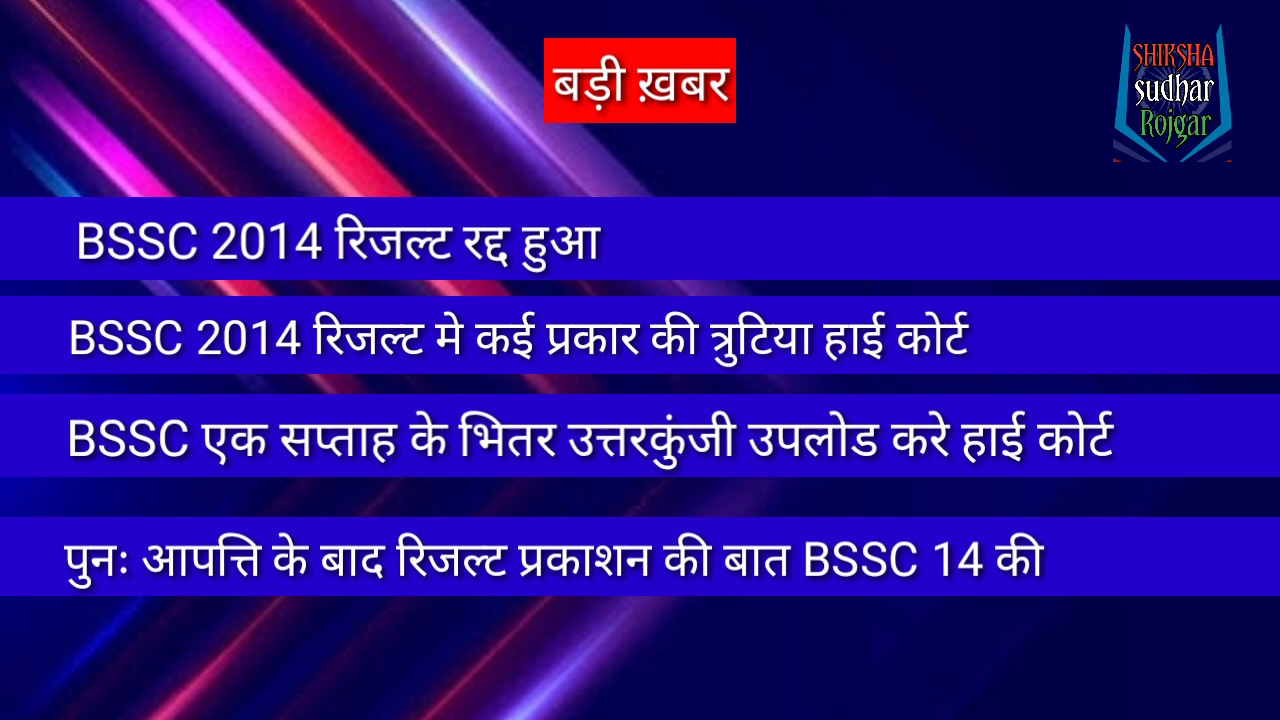 बड़ी ख़बर
SHIKSHA
sudhar
Rojgar
BSSC 2014 रिजल्ट रद्द हुआ
BSSC 2014 रिजल्ट मे कई प्रकार की त्रुटिया हाई कोर्ट
BSSC एक सप्ताह के भितर उत्तरकुंजी उपलोड करे हाई कोर्ट
पुनः आपत्ति के बाद रिजल्ट प्रकाशन की बात BSSC 14 की